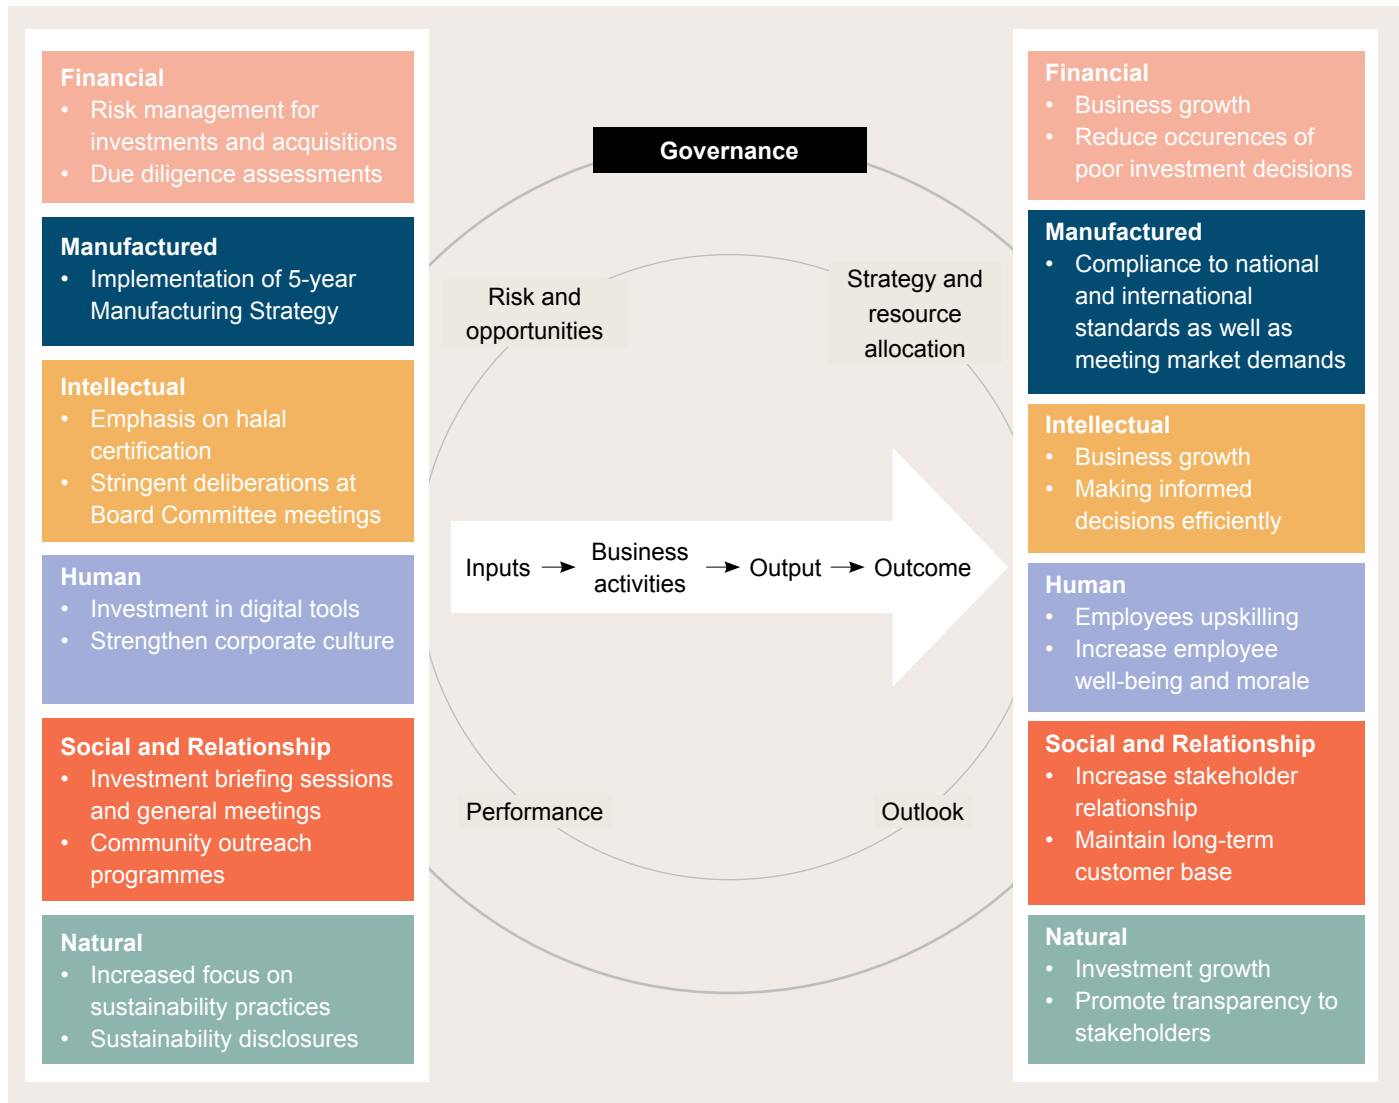 Financial
• Risk management for
investments and acquisitions
• Due diligence assessments
Manufactured
• Implementation of 5-year
Manufacturing Strategy
Intellectual
• Emphasis on halal
certification
• Stringent deliberations at
Board Committee meetings
Human
• Investment in digital tools
• Strengthen corporate culture
Social and Relationship
• Investment briefing sessions
and general meetings
• Community outreach
programmes
Natural
• Increased focus on
sustainability practices
• Sustainability disclosures
Governance
Risk and
opportunities
Strategy and
resource
allocation
Inputs → Business
activities → Output → Outcome
Performance
Outlook
Financial
• Business growth
• Reduce occurences of
poor investment decisions
Manufactured
• Compliance to national
and international
standards as well as
meeting market demands
Intellectual
• Business growth
• Making informed
decisions efficiently
Human
• Employees upskilling
• Increase employee
well-being and morale
Social and Relationship
• Increase stakeholder
relationship
• Maintain long-term
customer base
Natural
• Investment growth
• Promote transparency to
stakeholders